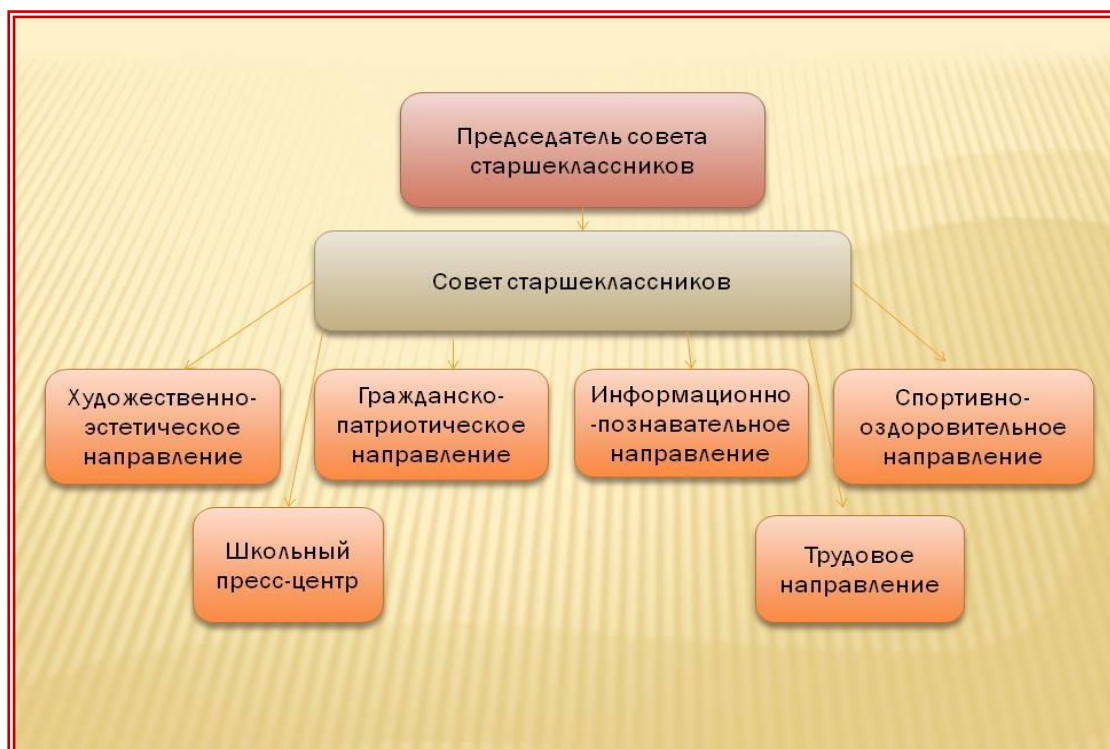 Председатель совета
старшеклассников
Совет старшеклассников
Художественно-
эстетическое
направление
Гражданско-
патриотическое
направление
Информационно
-познавательное
направление
Спортивно-
оздоровительное
направление
Школьный
пресс-центр
Трудовое
направление